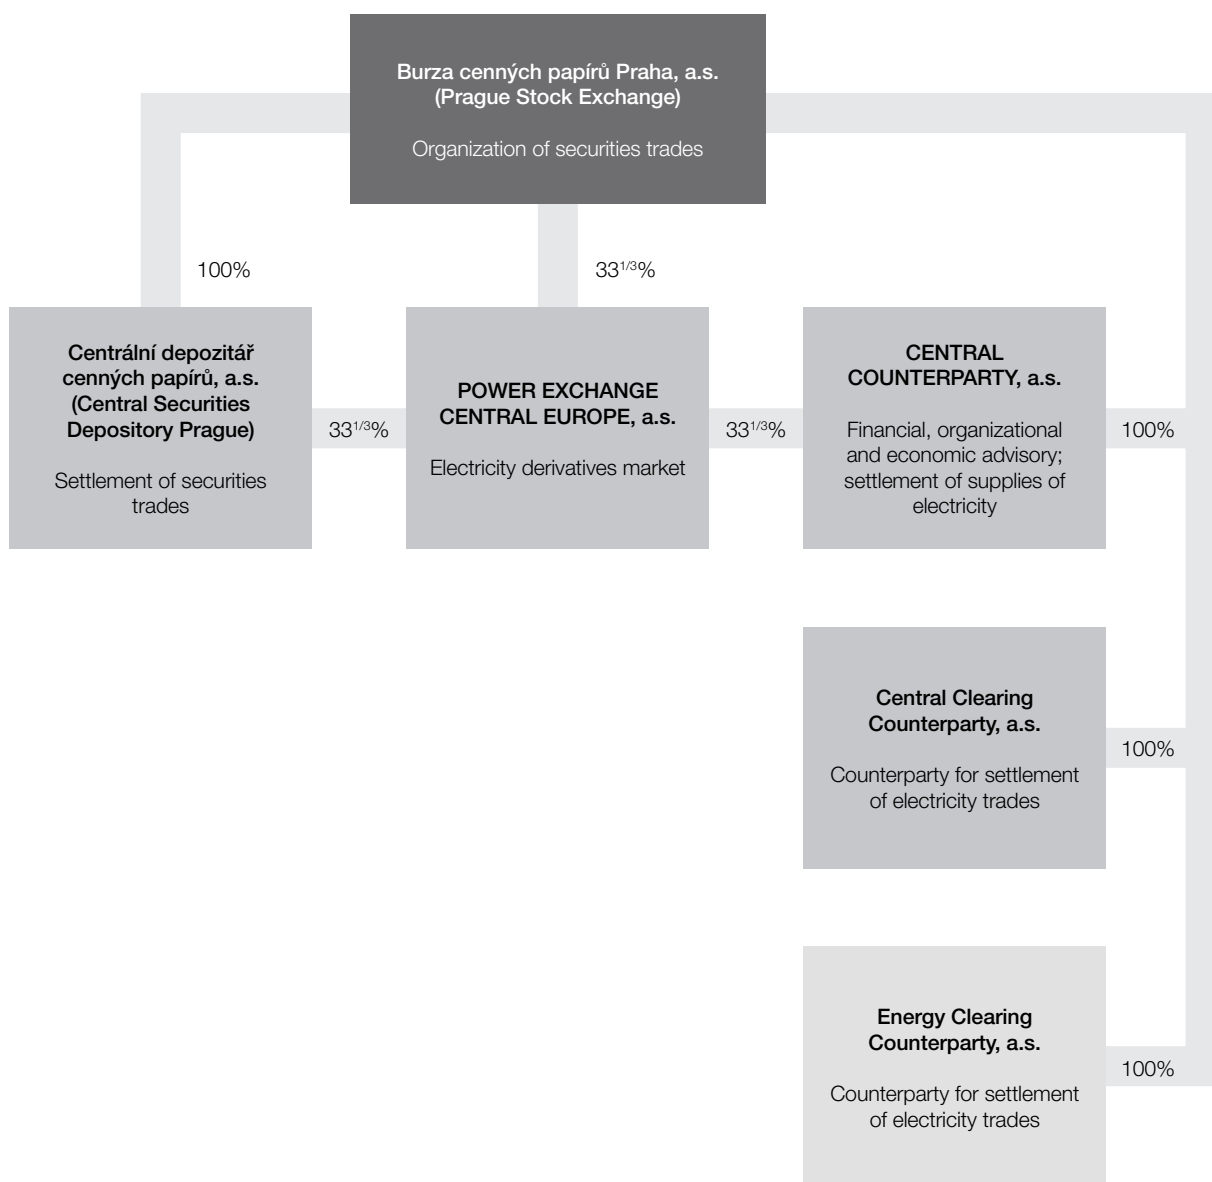 Burza cenných papírů Praha, a.s.
(Prague Stock Exchange)
Organization of securities trades
100%
33 1/3%
Centrální depozitář
cenných papírů, a.s.
(Central Securities
Depository Prague)
Settlement of securities
trades
33 1/3%
POWER EXCHANGE
CENTRAL EUROPE, a.s.
Electricity derivatives market
33 1/3%
CENTRAL
COUNTERPARTY, a.s.
Financial, organizational
and economic advisory;
settlement of supplies of
electricity
100%
Central Clearing
Counterparty, a.s.
Counterparty for settlement
of electricity trades
100%
Energy Clearing
Counterparty, a.s.
Counterparty for settlement
of electricity trades
100%